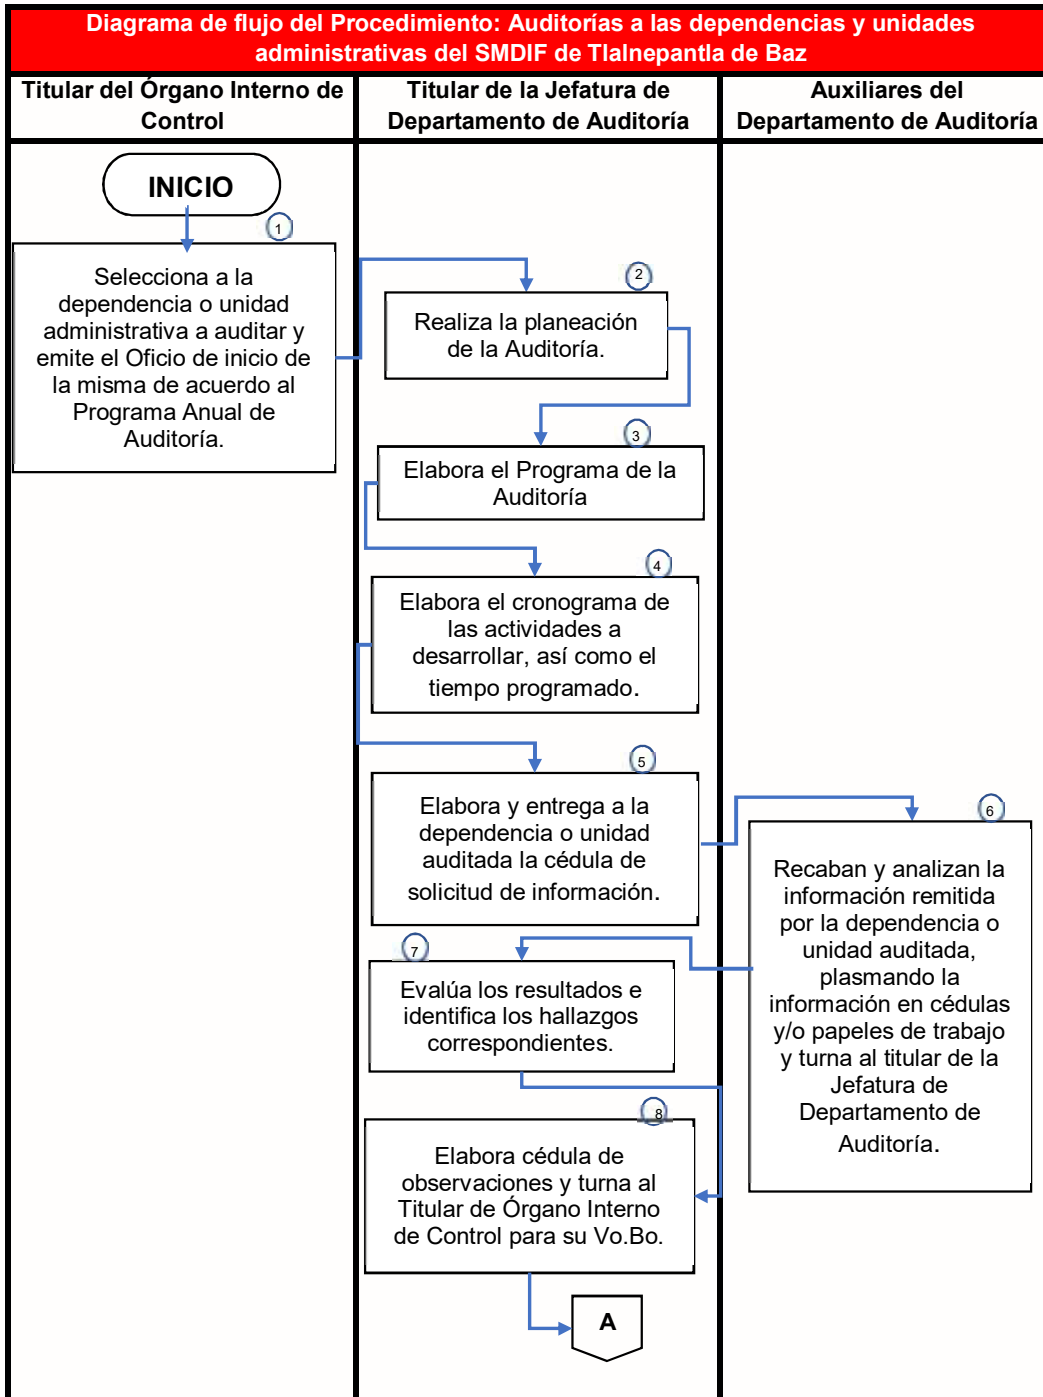 Diagrama de flujo del Procedimiento: Auditorías a las dependencias y unidades
administrativas del SMDIF de Tlalnepantla de Baz
Titular del Órgano Interno de
Control
Titular de la Jefatura de
Departamento de Auditoría
Auxiliares del
Departamento de Auditoría
INICIO
1
Selecciona a la
dependencia o unidad
administrativa a auditar y
emite el Oficio de inicio de
la misma de acuerdo al
Programa Anual de
Auditoría.
2
Realiza la planeación
de la Auditoría.
3
Elabora el Programa de la
Auditoría
4
Elabora el cronograma de
las actividades a
desarrollar, así como el
tiempo programado.
5
Elabora y entrega a la
dependencia o unidad
auditada la cédula de
solicitud de información.
6
Recaban y analizan la
información remitida
por la dependencia o
unidad auditada,
plasmando la
información en cédulas
y/o papeles de trabajo
y turna al titular de la
Jefatura de
Departamento de
Auditoría.
7
Evalúa los resultados e
identifica los hallazgos
correspondientes.
8
Elabora cédula de
observaciones y turna al
Titular de Órgano Interno
de Control para su Vo.Bo.
A